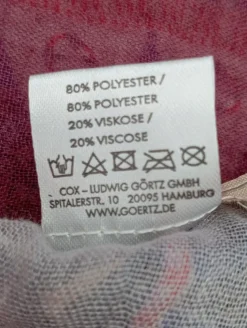 80% POLYESTER /
80% POLYESTER
20% VISKOSE /
20% VISCOSE
COX – LUDWIG GÖRTZ GMBH
SPITALERSTR. 10 20095 HAMBURG
WWW.GOERTZ.DE